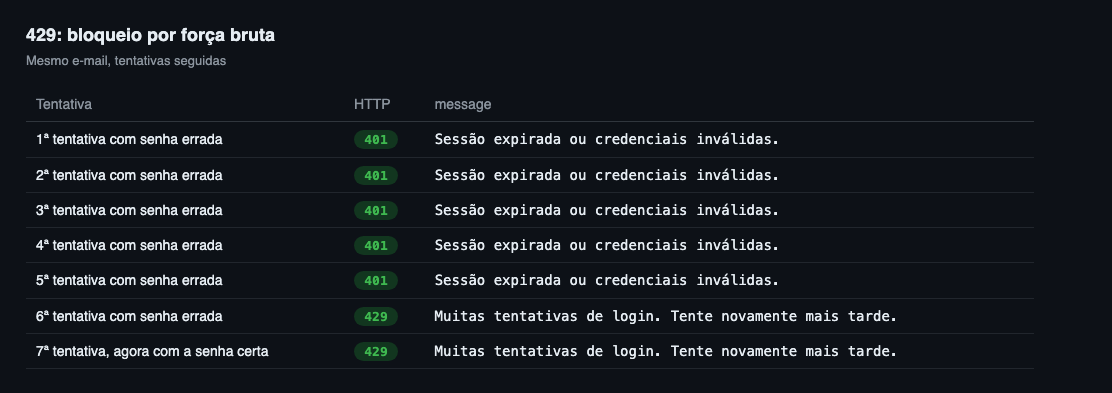 429: bloqueio por força bruta
Mesmo e-mail, tentativas seguidas
Tentativa HTTP message
1ª tentativa com senha errada 401 Sessão expirada ou credenciais inválidas.
2ª tentativa com senha errada 401 Sessão expirada ou credenciais inválidas.
3ª tentativa com senha errada 401 Sessão expirada ou credenciais inválidas.
4ª tentativa com senha errada 401 Sessão expirada ou credenciais inválidas.
5ª tentativa com senha errada 401 Sessão expirada ou credenciais inválidas.
6ª tentativa com senha errada 429 Muitas tentativas de login. Tente novamente mais tarde.
7ª tentativa, agora com a senha certa 429 Muitas tentativas de login. Tente novamente mais tarde.